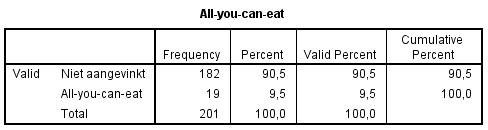 All-you-can-eat
Frequency Percent Valid Percent Cumulative Percent
Valid Niet aangevinkt 182 90,5 90,5 90,5
All-you-can-eat 19 9,5 9,5 100,0
Total 201 100,0 100,0